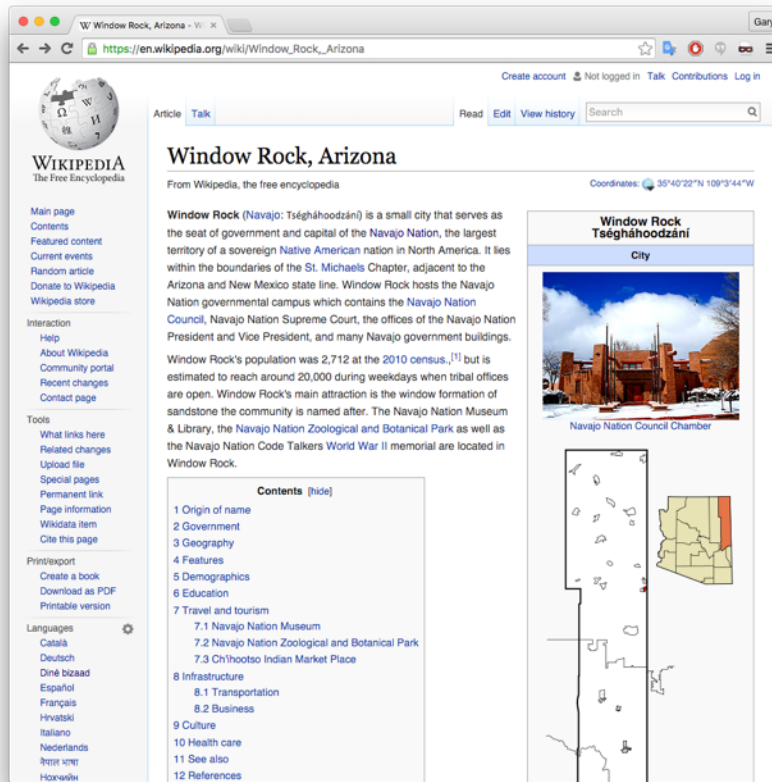 Window Rock, Arizona - Wi
Gary
https://en.wikipedia.org/wiki/Window_Rock,_Arizona
Create account Not logged in Talk Contributions Log in
Article Talk Read Edit View history Search
WIKIPEDIA
The Free Encyclopedia
Main page
Contents
Featured content
Current events
Random article
Donate to Wikipedia
Wikipedia store
Interaction
Help
About Wikipedia
Community portal
Recent changes
Contact page
Tools
What links here
Related changes
Upload file
Special pages
Permanent link
Page information
Wikidata item
Cite this page
Print/export
Create a book
Download as PDF
Printable version
Languages
Català
Deutsch
Diné bizaad
Español
Français
Hrvatski
Italiano
Nederlands
नेपाल भाषा
Нохчийн
Window Rock, Arizona
From Wikipedia, the free encyclopedia
Coordinates: 35°40′22″N 109°3′44″W
Window Rock (Navajo: Tségháhoodzání) is a small city that serves as
the seat of government and capital of the Navajo Nation, the largest
territory of a sovereign Native American nation in North America. It lies
within the boundaries of the St. Michaels Chapter, adjacent to the
Arizona and New Mexico state line. Window Rock hosts the Navajo
Nation governmental campus which contains the Navajo Nation
Council, Navajo Nation Supreme Court, the offices of the Navajo Nation
President and Vice President, and many Navajo government buildings.
Window Rock's population was 2,712 at the 2010 census.,[1] but is
estimated to reach around 20,000 during weekdays when tribal offices
are open. Window Rock's main attraction is the window formation of
sandstone the community is named after. The Navajo Nation Museum
& Library, the Navajo Nation Zoological and Botanical Park as well as
the Navajo Nation Code Talkers World War II memorial are located in
Window Rock.
Contents [hide]
1 Origin of name
2 Government
3 Geography
4 Features
5 Demographics
6 Education
7 Travel and tourism
7.1 Navajo Nation Museum
7.2 Navajo Nation Zoological and Botanical Park
7.3 Ch'ihootso Indian Market Place
8 Infrastructure
8.1 Transportation
8.2 Business
9 Culture
10 Health care
11 See also
12 References
Window Rock
Tségháhoodzání
City
Navajo Nation Council Chamber